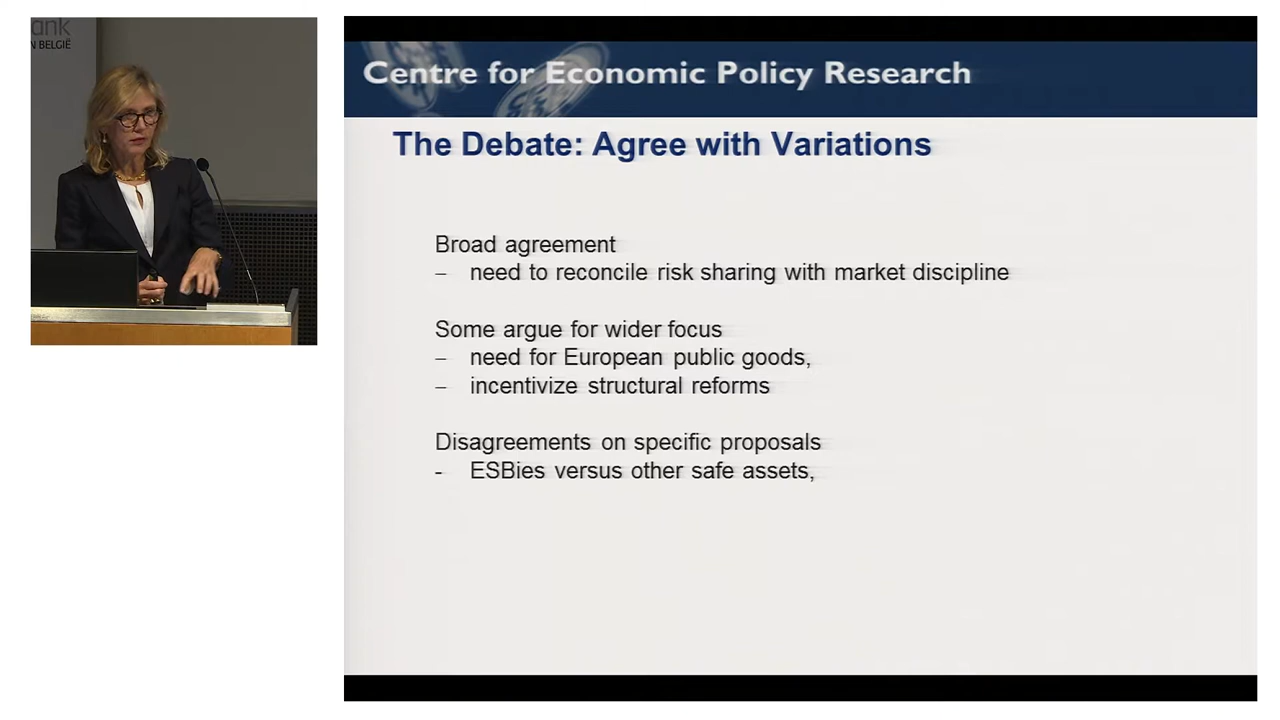 ank
N BELGIË
Centre for Economic Policy Research
The Debate: Agree with Variations
Broad agreement
– need to reconcile risk sharing with market discipline
Some argue for wider focus
– need for European public goods,
– incentivize structural reforms
Disagreements on specific proposals
- ESBies versus other safe assets,